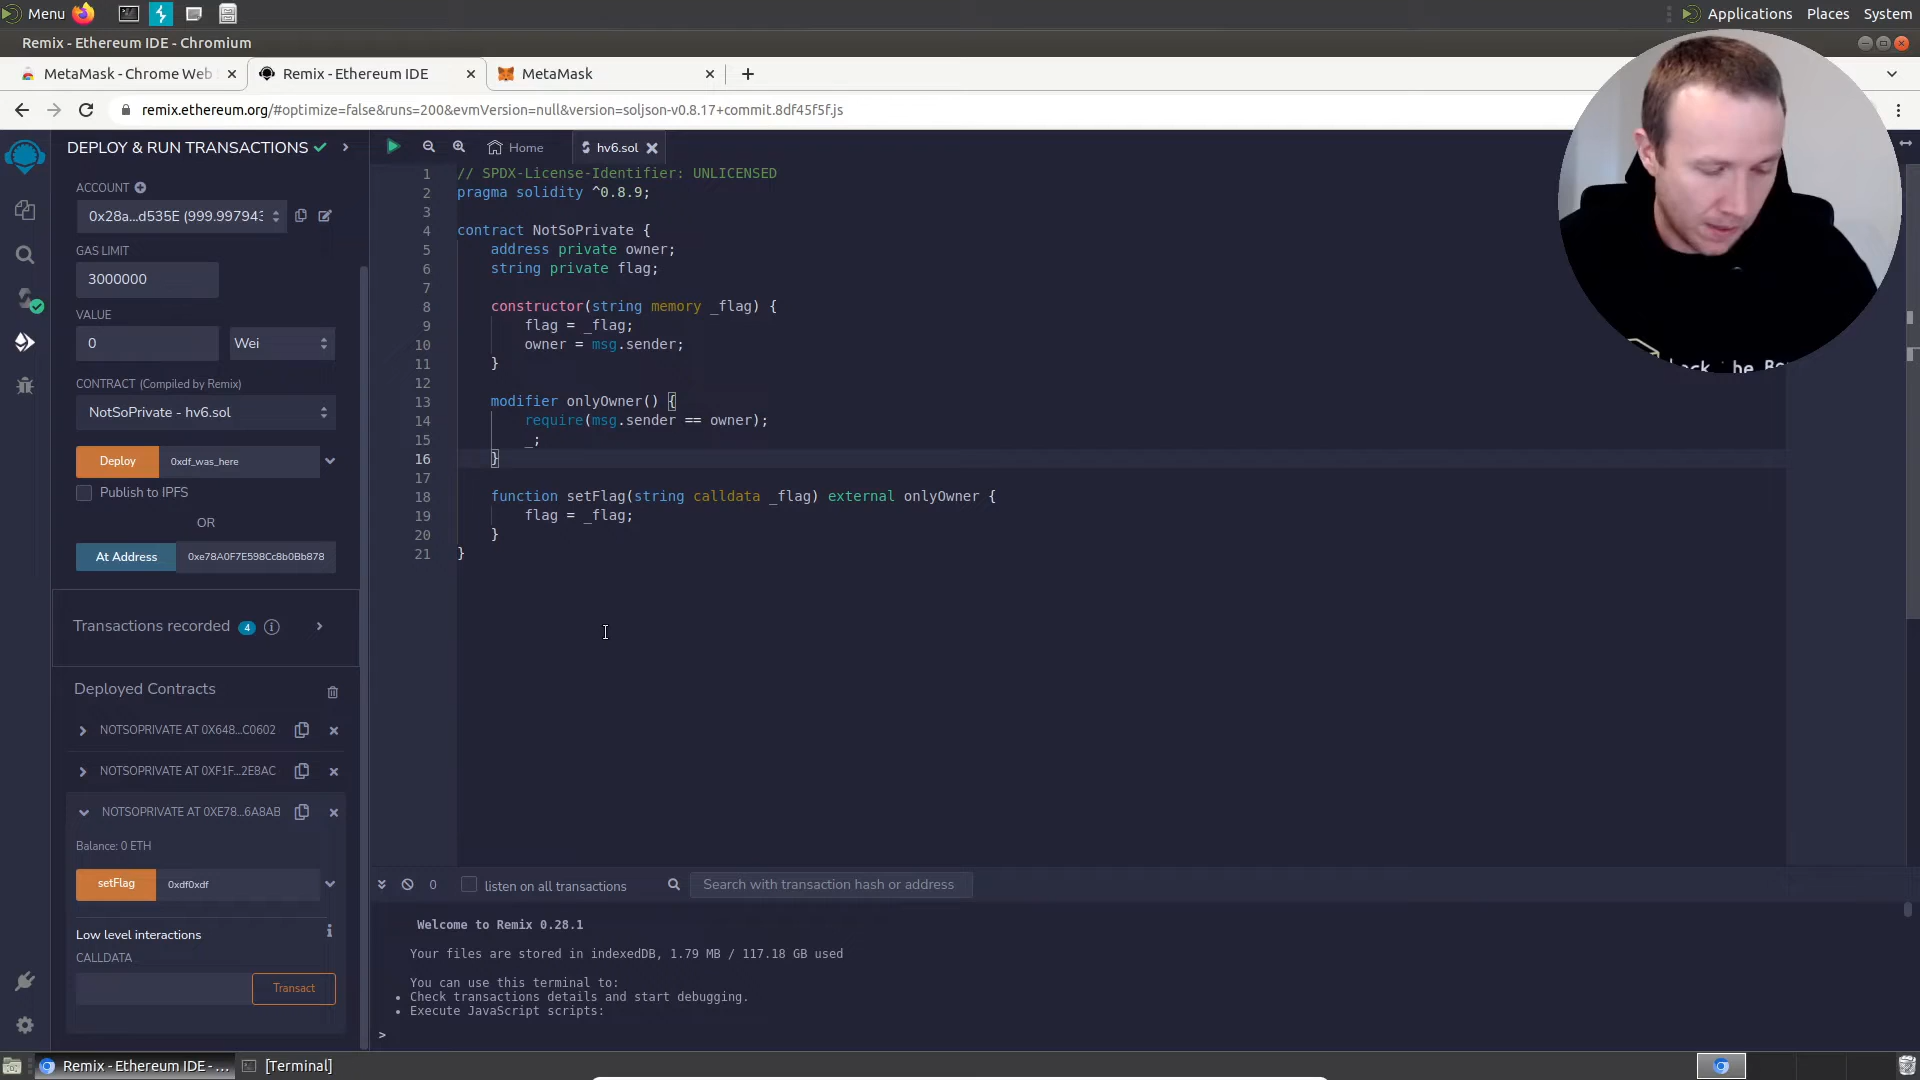 Menu
Applications Places System
Remix - Ethereum IDE - Chromium
MetaMask - Chrome Web
Remix - Ethereum IDE
MetaMask
remix.ethereum.org/#optimize=false&runs=200&evmVersion=null&version=soljson-v0.8.17+commit.8df45f5f.js
DEPLOY & RUN TRANSACTIONS
ACCOUNT
0x28a...d535E (999.997943
GAS LIMIT
3000000
VALUE
0
Wei
CONTRACT (Compiled by Remix)
NotSoPrivate - hv6.sol
Deploy
0xdf_was_here
Publish to IPFS
OR
At Address
0xe78A0F7E598Cc8b0Bb878
Transactions recorded 4
Deployed Contracts
NOTSOPRIVATE AT 0X648...C0602
NOTSOPRIVATE AT 0XF1F...2E8AC
NOTSOPRIVATE AT 0XE78...6A8AB
Balance: 0 ETH
setFlag
0xdf0xdf
Low level interactions
CALLDATA
Transact
Home
hv6.sol
1 // SPDX-License-Identifier: UNLICENSED
2 pragma solidity ^0.8.9;
3
4 contract NotSoPrivate {
5 address private owner;
6 string private flag;
7
8 constructor(string memory _flag) {
9 flag = _flag;
10 owner = msg.sender;
11 }
12
13 modifier onlyOwner() {
14 require(msg.sender == owner);
15 _;
16 }
17
18 function setFlag(string calldata _flag) external onlyOwner {
19 flag = _flag;
20 }
21 }
0
listen on all transactions
Search with transaction hash or address
Welcome to Remix 0.28.1
Your files are stored in indexedDB, 1.79 MB / 117.18 GB used
You can use this terminal to:
• Check transactions details and start debugging.
• Execute JavaScript scripts:
>
Remix - Ethereum IDE - ...
[Terminal]